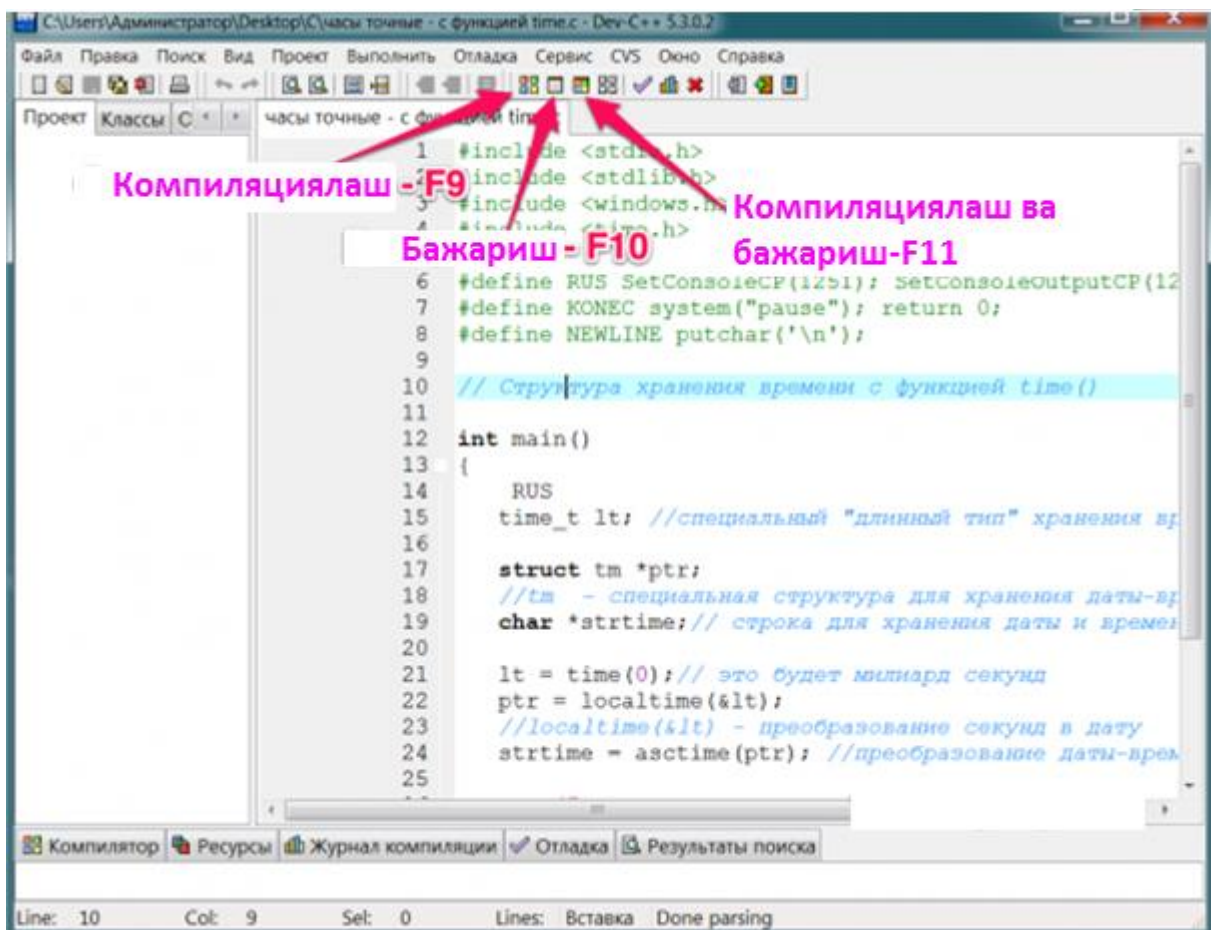 C:\Users\Администратор\Desktop\C\часы точные - с функцией time.c - Dev-C++ 5.3.0.2
Файл Правка Поиск Вид Проект Выполнить Отладка Сервис CVS Окно Справка
Проект Классы С
часы точные - с
Компиляциялаш - F9
Бажариш - F10
Компиляциялаш ва
бажариш-F11
1 #include <stdio.h>
2 #include <stdlib.h>
3 #include <windows.h>
4 #include <time.h>
6 #define RUS SetConsoleCP(1251); SetConsoleOutputCP(12
7 #define KONEC system("pause"); return 0;
8 #define NEWLINE putchar('\n');
9
10 // Структура хранения времени с функцией time()
11
12 int main()
13 {
14 RUS
15 time_t lt; //специальный "длинный тип" хранения вр
16
17 struct tm *ptr;
18 //tm - специальная структура для хранения даты-вр
19 char *strtime;// строка для хранения даты и времен
20
21 lt = time(0);// это будет милиард секунд
22 ptr = localtime(&lt);
23 //localtime(&lt) - преобразование секунд в дату
24 strtime = asctime(ptr); //преобразование даты-врем
25
Компилятор Ресурсы Журнал компиляции Отладка Результаты поиска
Line: 10 Col: 9 Sel: 0 Lines: Вставка Done parsing